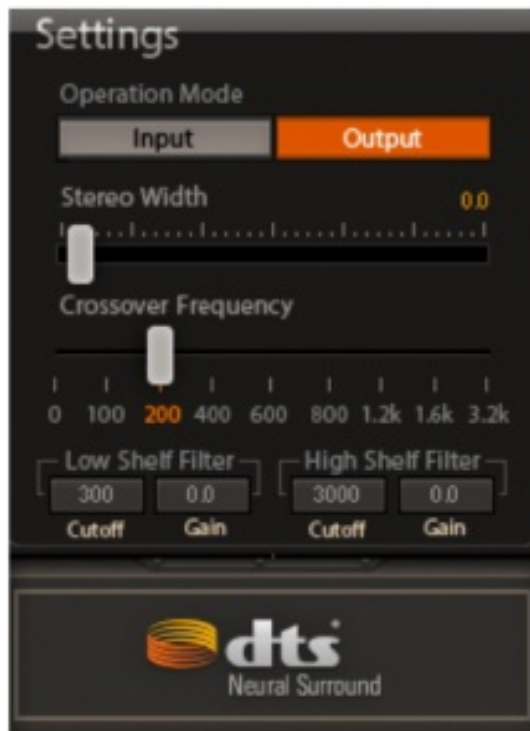 Settings
Operation Mode
Input Output
Stereo Width 0.0
Crossover Frequency
0 100 200 400 600 800 1.2k 1.6k 3.2k
Low Shelf Filter High Shelf Filter
300 0.0 3000 0.0
Cutoff Gain Cutoff Gain
dts
Neural Surround